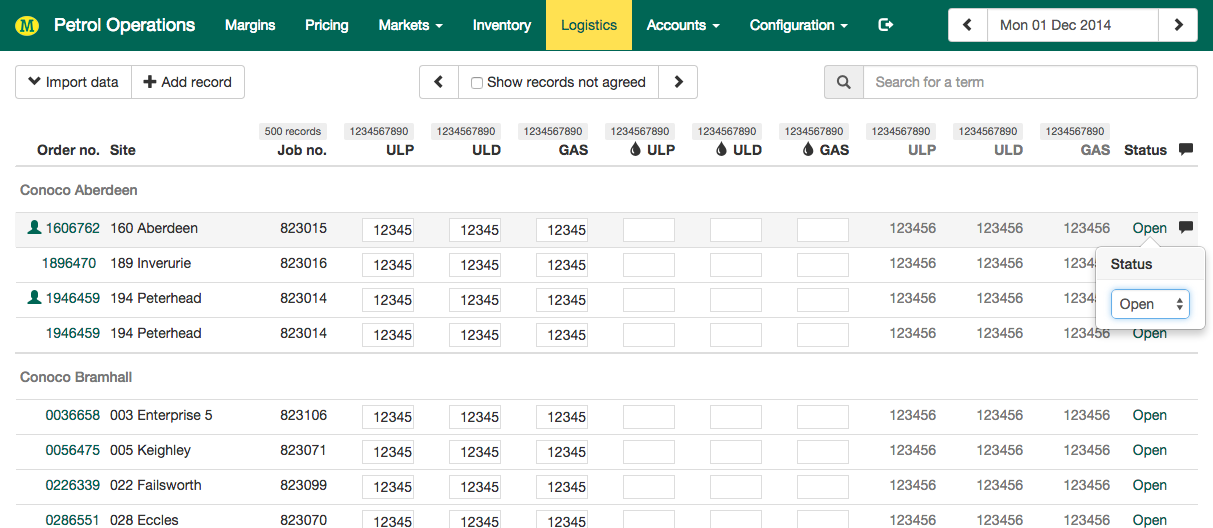 M Petrol Operations Margins Pricing Markets Inventory Logistics Accounts Configuration Mon 01 Dec 2014
Import data Add record Show records not agreed Search for a term
500 records 1234567890 1234567890 1234567890 1234567890 1234567890 1234567890 1234567890 1234567890 1234567890
Order no. Site Job no. ULP ULD GAS ULP ULD GAS ULP ULD GAS Status
Conoco Aberdeen
1606762 160 Aberdeen 823015 12345 12345 12345 123456 123456 123456 Open
1896470 189 Inverurie 823016 12345 12345 12345 123456 123456 1234
Status
1946459 194 Peterhead 823014 12345 12345 12345 123456 123456 1234
Open
1946459 194 Peterhead 823014 12345 12345 12345 123456 123456 123456 Open
Conoco Bramhall
0036658 003 Enterprise 5 823106 12345 12345 12345 123456 123456 123456 Open
0056475 005 Keighley 823071 12345 12345 12345 123456 123456 123456 Open
0226339 022 Failsworth 823099 12345 12345 12345 123456 123456 123456 Open
0286551 028 Eccles 823070 12345 12345 12345 123456 123456 123456 Open